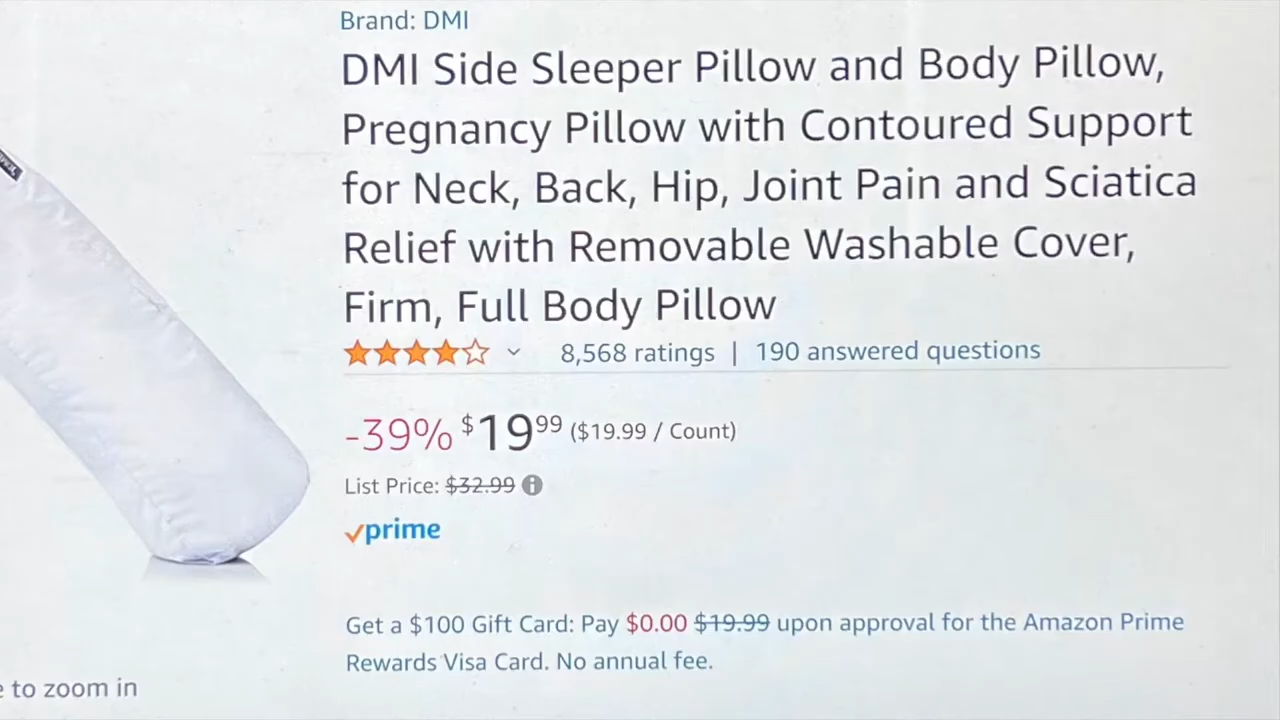 Brand: DMI
DMI Side Sleeper Pillow and Body Pillow,
Pregnancy Pillow with Contoured Support
for Neck, Back, Hip, Joint Pain and Sciatica
Relief with Removable Washable Cover,
Firm, Full Body Pillow
8,568 ratings | 190 answered questions
-39% $19 99 ($19.99 / Count)
List Price: $32.99
prime
Get a $100 Gift Card: Pay $0.00 $19.99 upon approval for the Amazon Prime
Rewards Visa Card. No annual fee.
e to zoom in